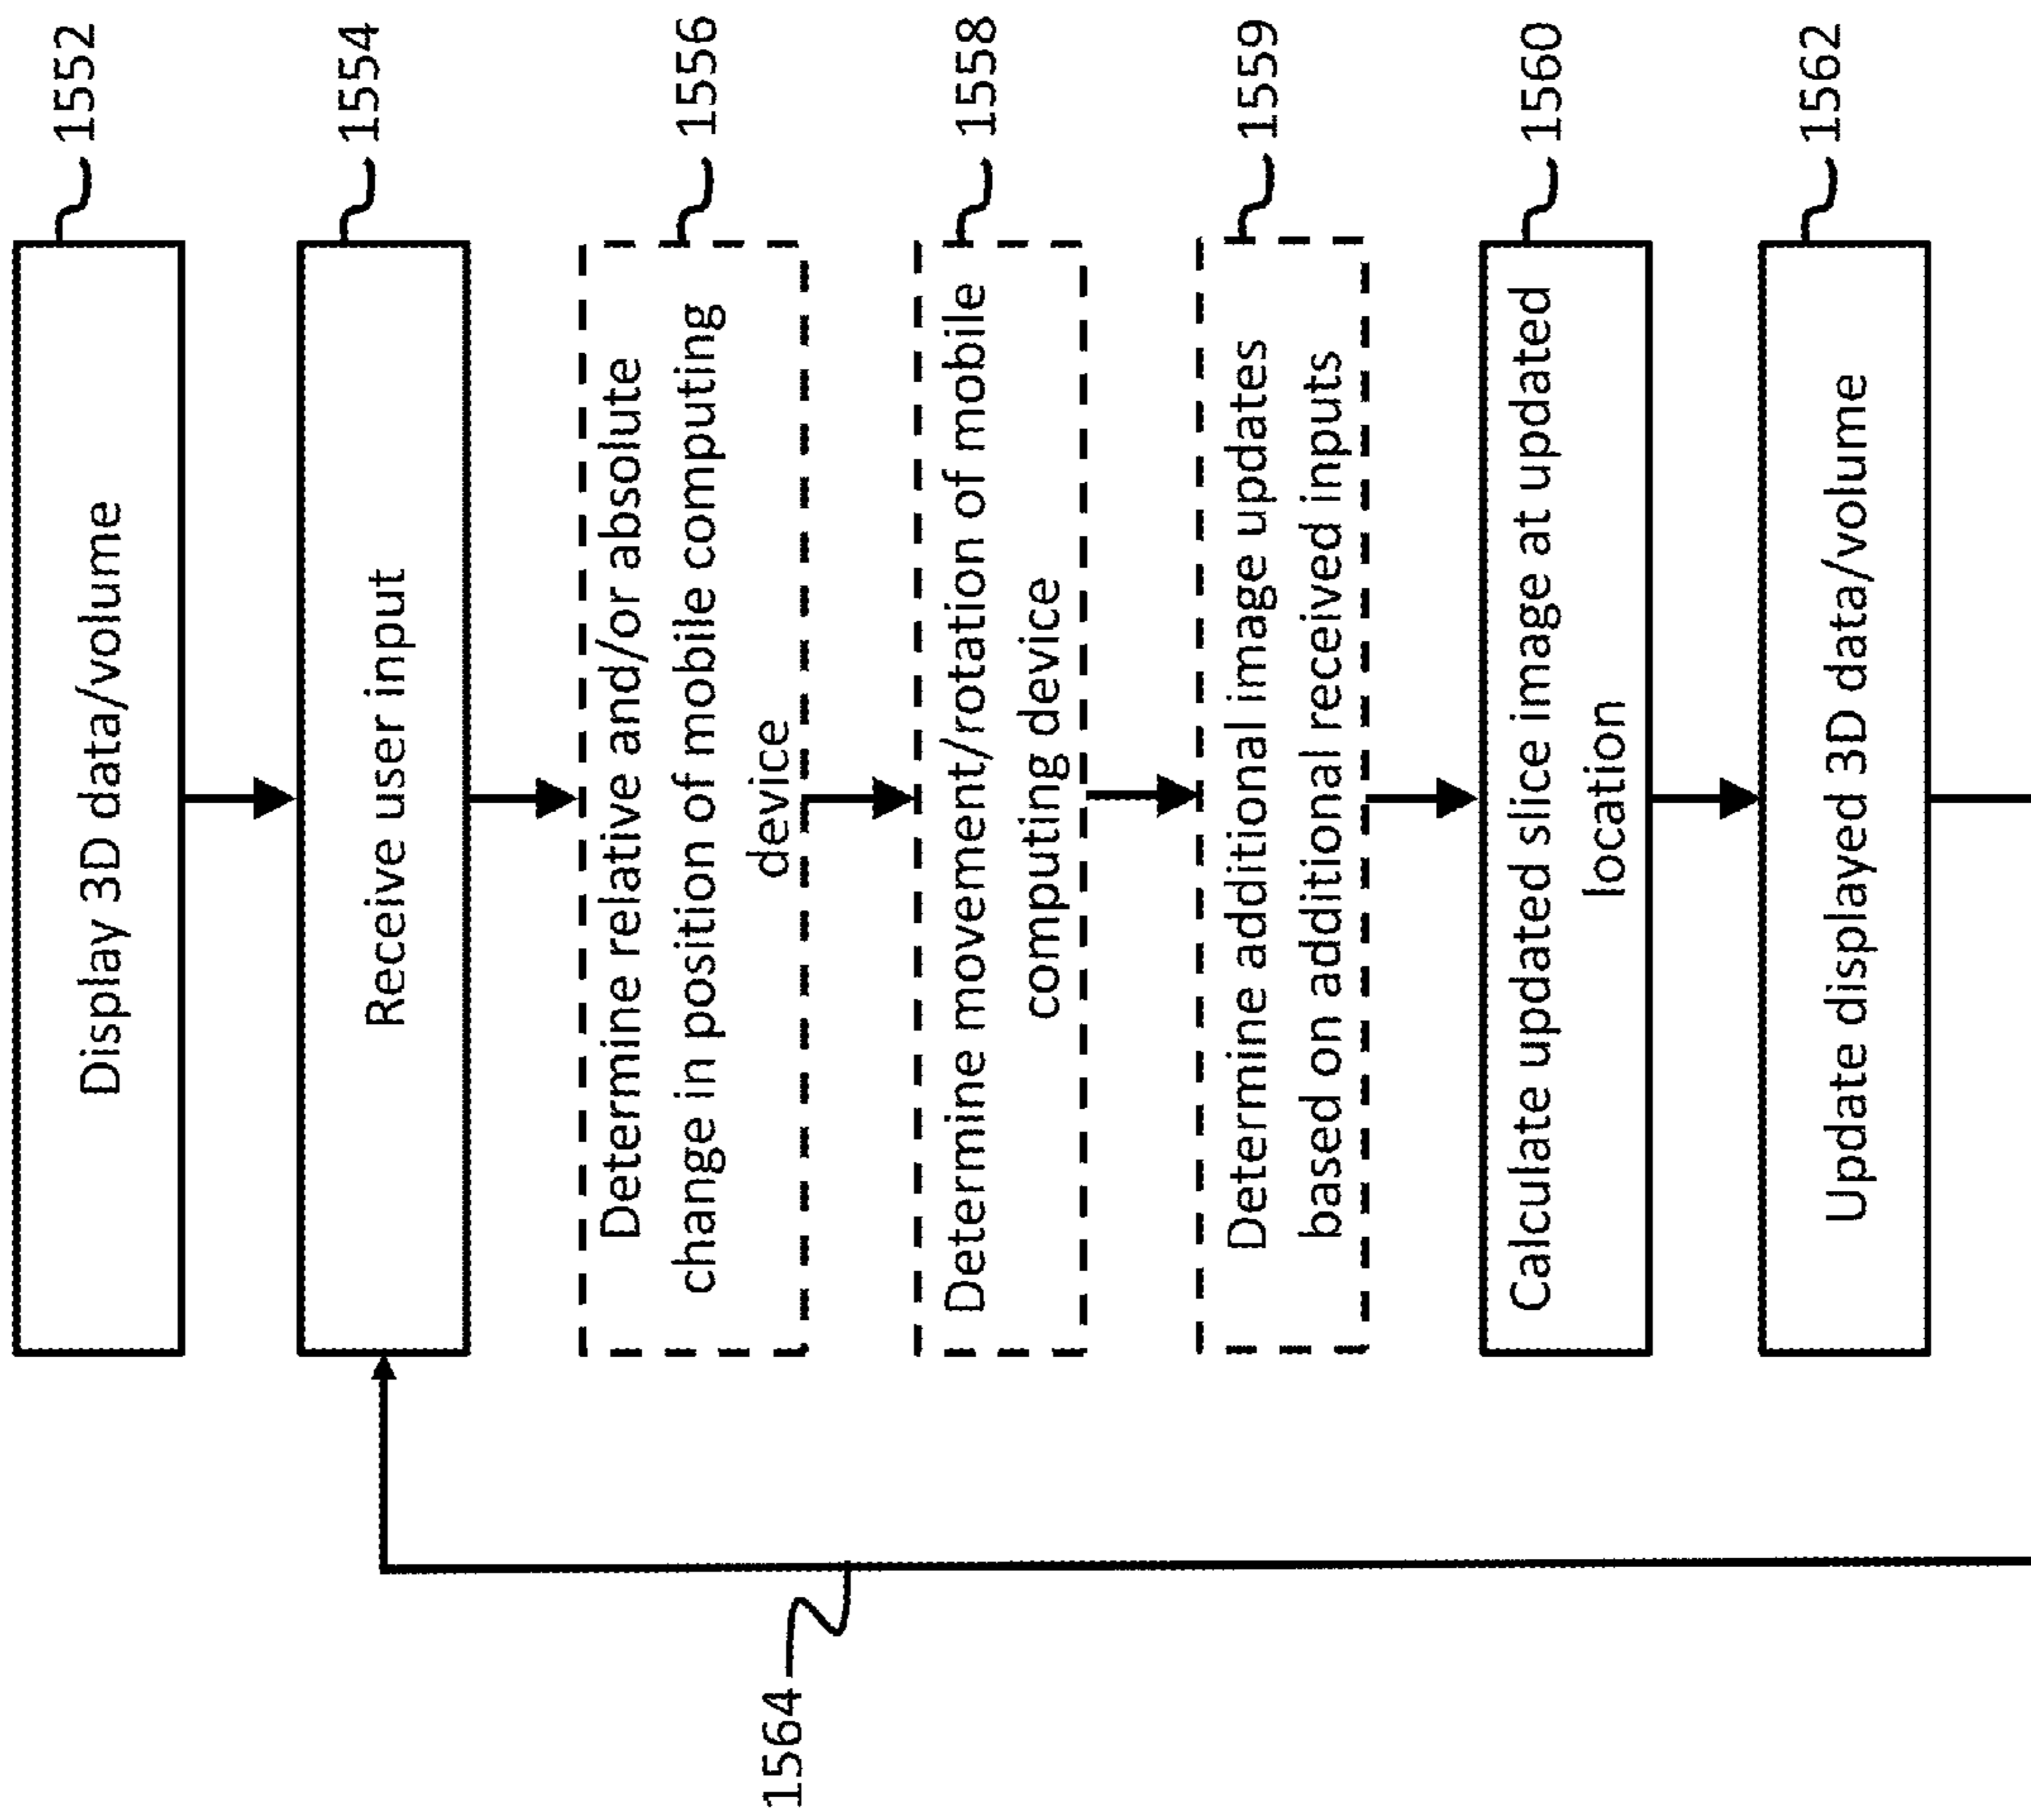 Display 3D data/volume
1552
Receive user input
1554
Determine relative and/or absolute
change in position of mobile computing
device
1556
Determine movement/rotation of mobile
computing device
1558
Determine additional image updates
based on additional received inputs
1559
Calculate updated slice image at updated
location
1560
Update displayed 3D data/volume
1562
1564